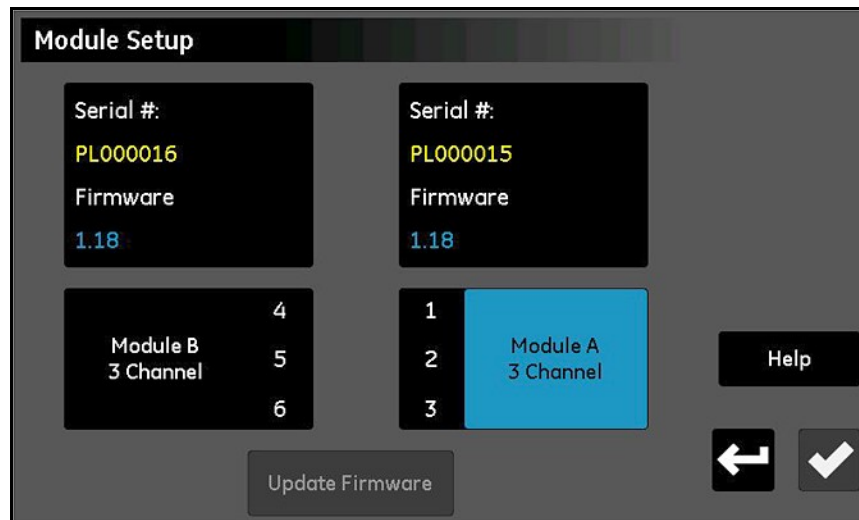 Module Setup
Serial #:
PL000016
Firmware
1.18
Serial #:
PL000015
Firmware
1.18
Module B
3 Channel
4
5
6
1
2
3
Module A
3 Channel
Help
Update Firmware